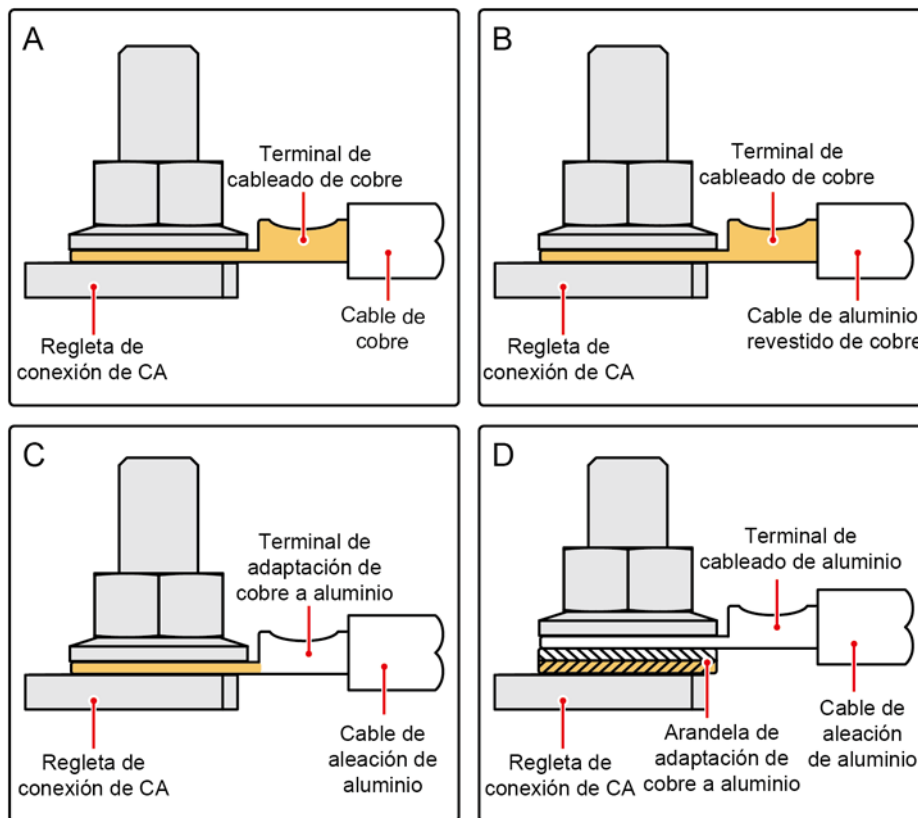 A
Terminal de
cableado de cobre
Cable de
cobre
Regleta de
conexión de CA
B
Terminal de
cableado de cobre
Cable de aluminio
revestido de cobre
Regleta de
conexión de CA
C
Terminal de
adaptación de
cobre a aluminio
Cable de
aleación de
aluminio
Regleta de
conexión de CA
D
Terminal de
cableado de aluminio
Cable de
aleación
de aluminio
Arandela de
adaptación de
cobre a aluminio
Regleta de
conexión de CA